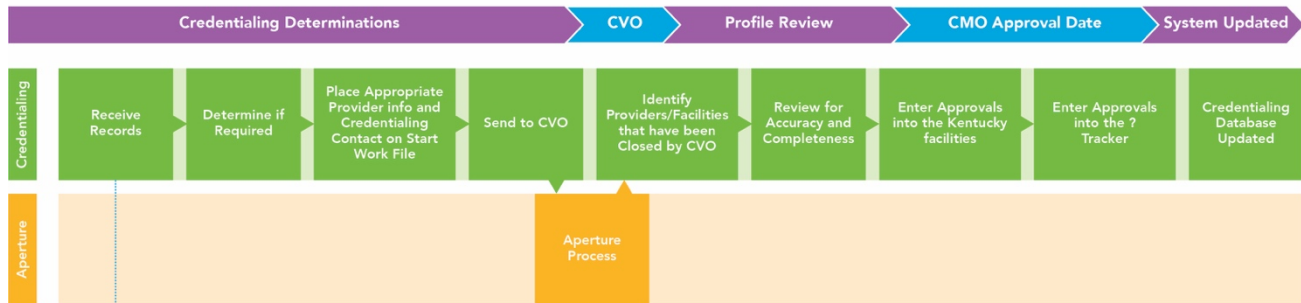 Credentialing Determinations
CVO
Profile Review
CMO Approval Date
System Updated
Credentialing
Receive
Records
Determine if
Required
Place Appropriate
Provider info and
Credentialing
Contact on Start
Work File
Send to CVO
Identify
Providers/Facilities
that have been
Closed by CVO
Review for
Accuracy and
Completeness
Enter Approvals
into the Kentucky
facilities
Enter Approvals
into the ?
Tracker
Credentialing
Database
Updated
Aperture
Aperture
Process